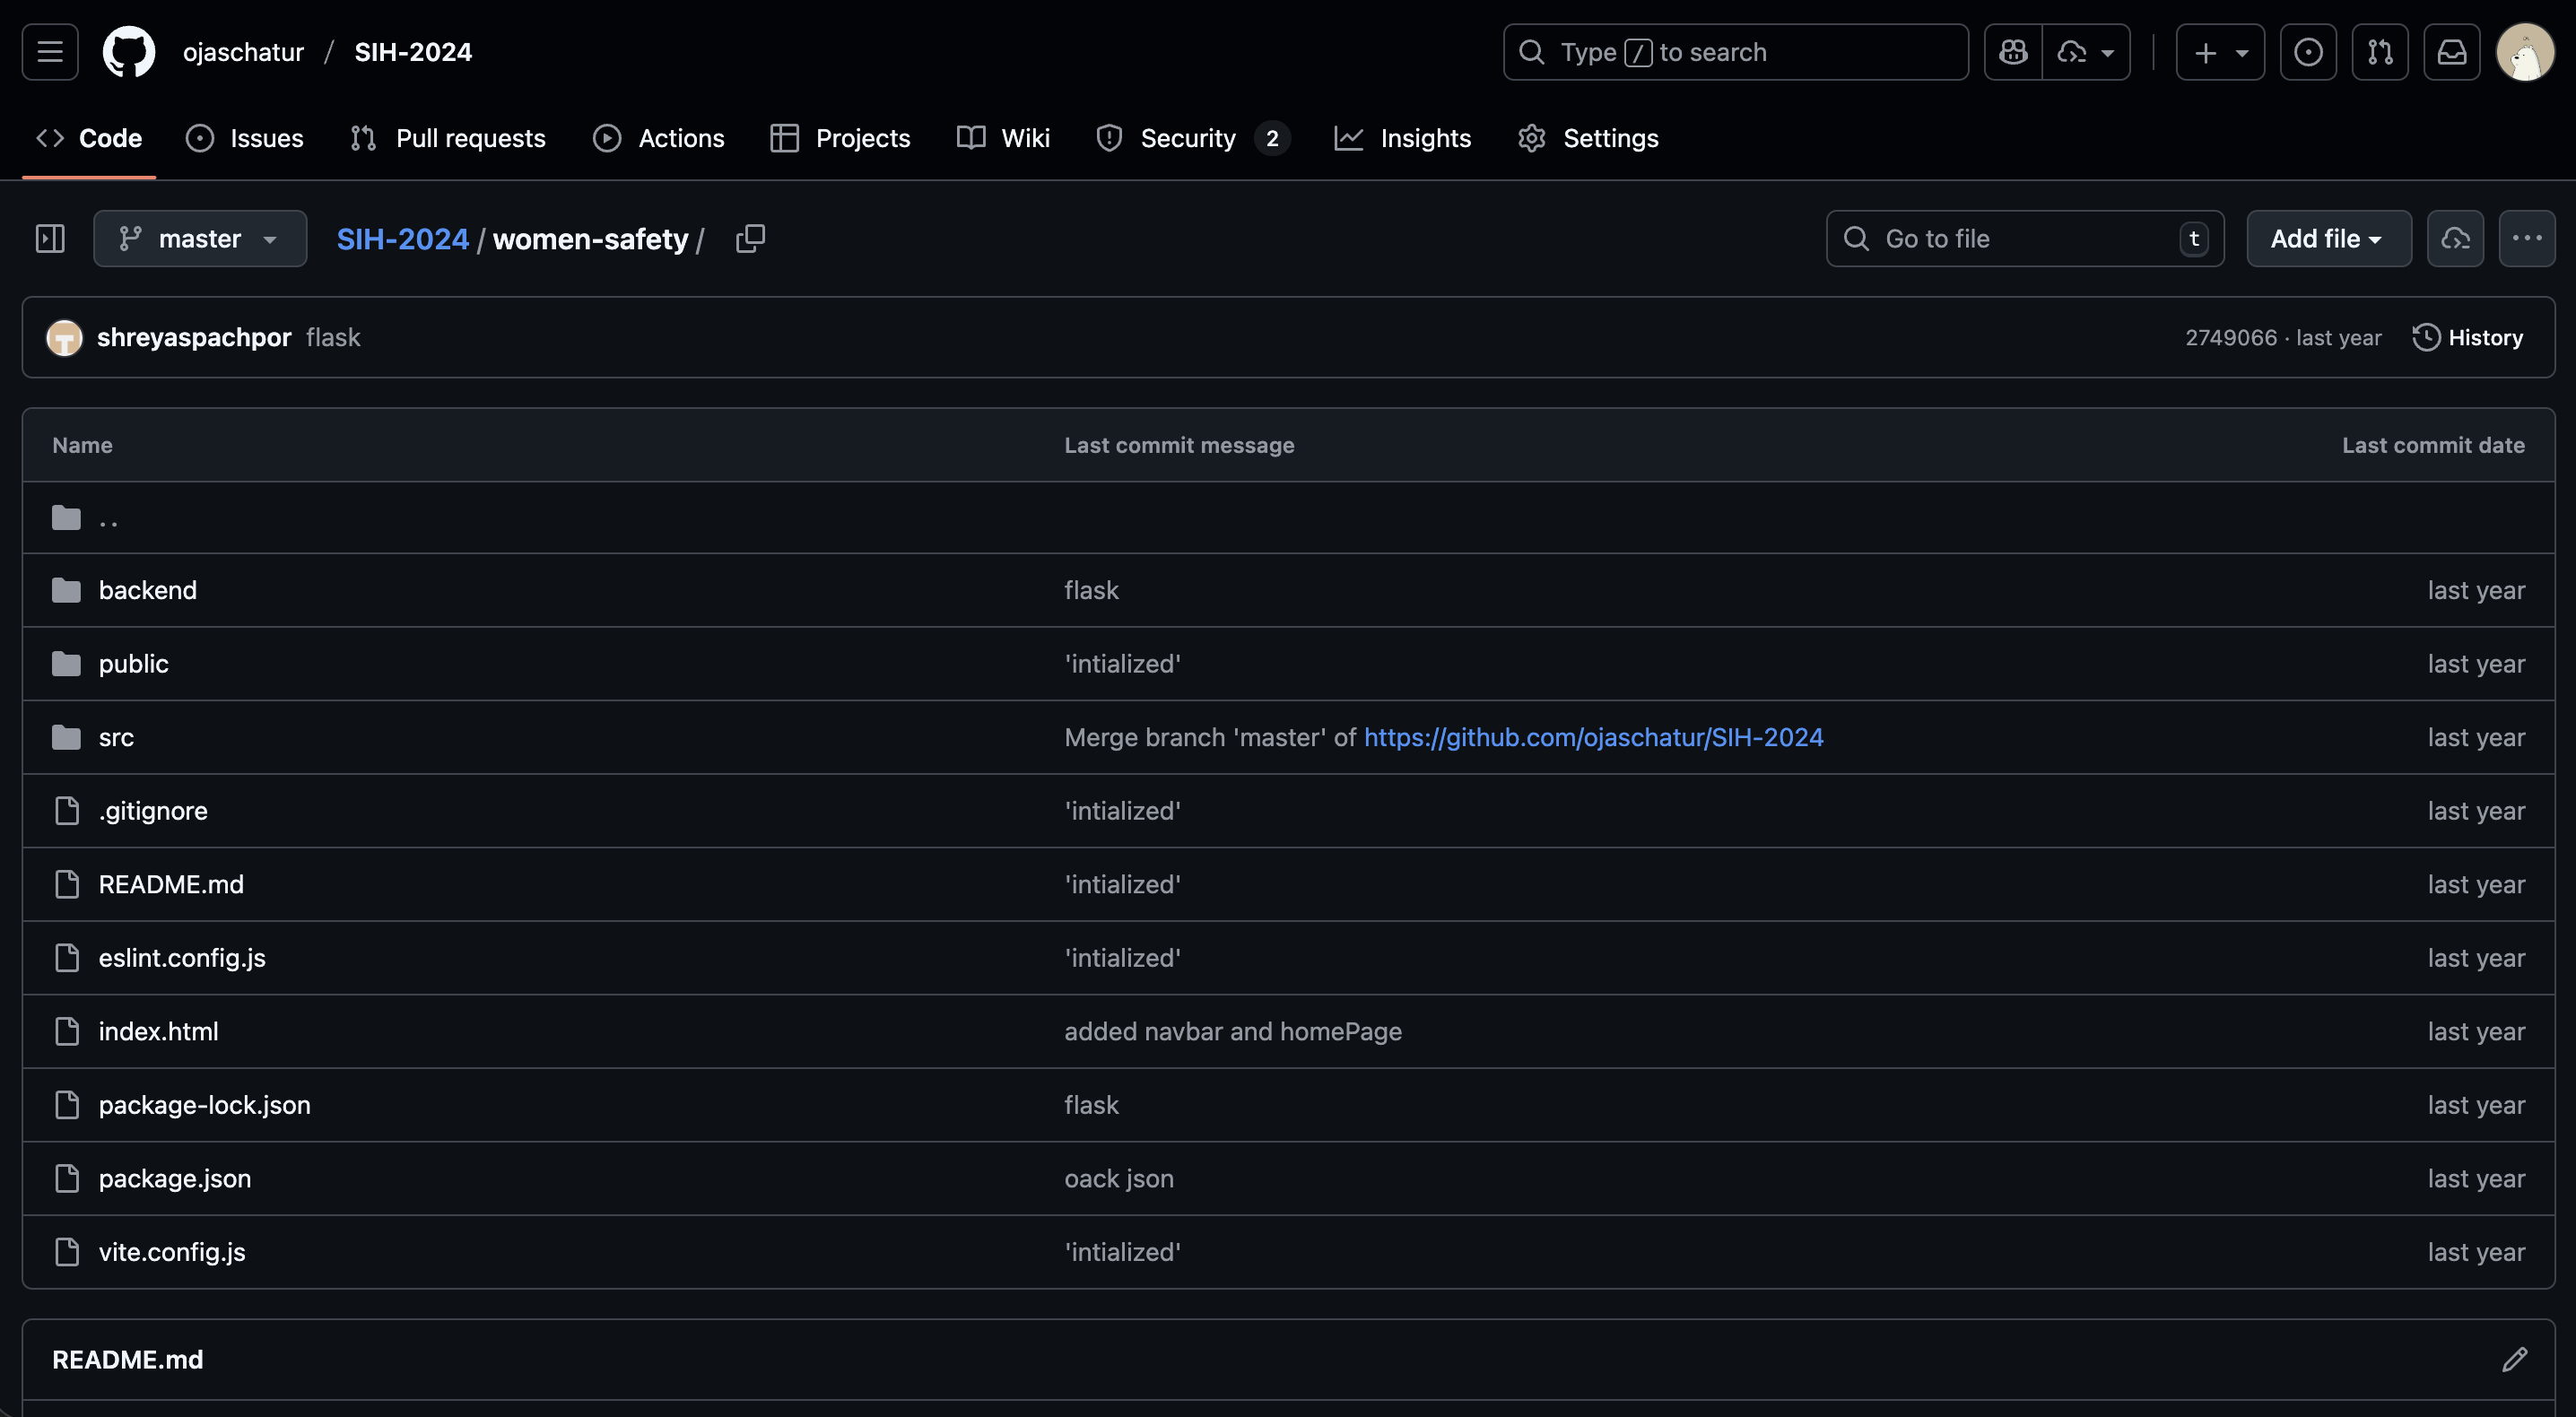 ojaschatur / SIH-2024
Type / to search
Code
Issues
Pull requests
Actions
Projects
Wiki
Security 2
Insights
Settings
master
SIH-2024 / women-safety /
Go to file t
Add file
shreyaspachpor flask
2749066 · last year
History
Name Last commit message Last commit date
..
backend flask last year
public 'intialized' last year
src Merge branch 'master' of https://github.com/ojaschatur/SIH-2024 last year
.gitignore 'intialized' last year
README.md 'intialized' last year
eslint.config.js 'intialized' last year
index.html added navbar and homePage last year
package-lock.json flask last year
package.json oack json last year
vite.config.js 'intialized' last year
README.md